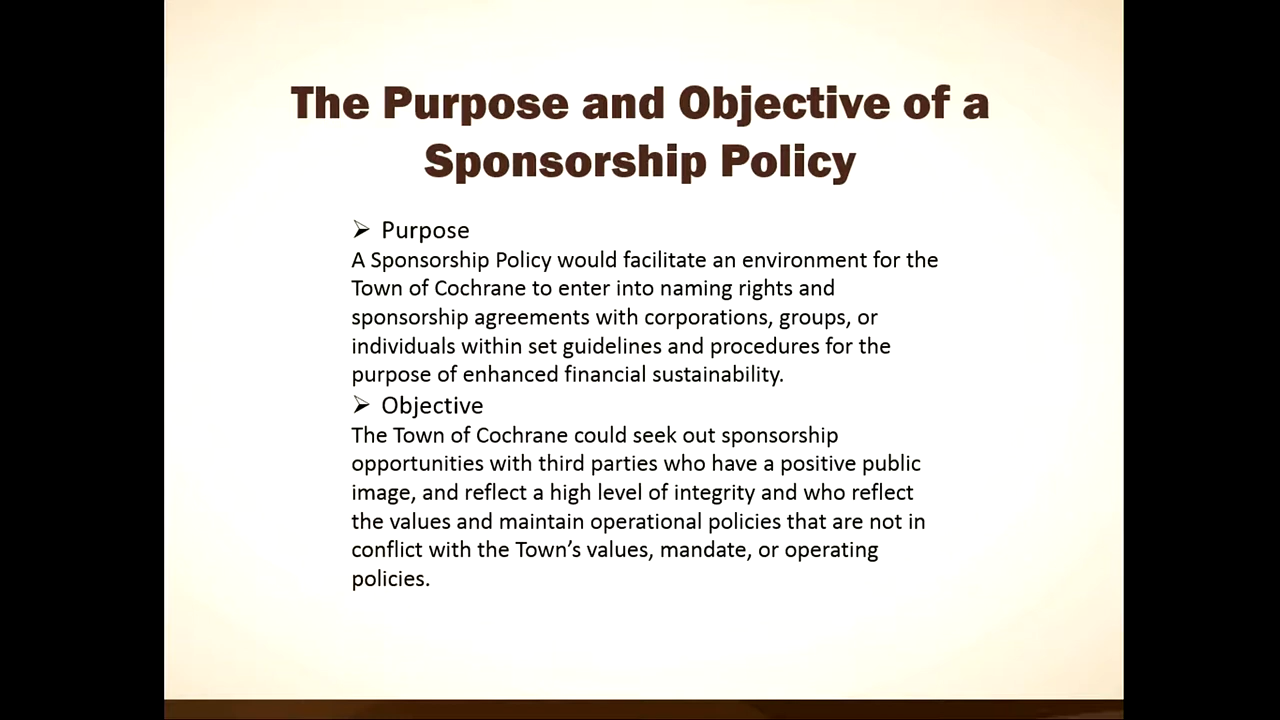 The Purpose and Objective of a
Sponsorship Policy
➢ Purpose
A Sponsorship Policy would facilitate an environment for the
Town of Cochrane to enter into naming rights and
sponsorship agreements with corporations, groups, or
individuals within set guidelines and procedures for the
purpose of enhanced financial sustainability.
➢ Objective
The Town of Cochrane could seek out sponsorship
opportunities with third parties who have a positive public
image, and reflect a high level of integrity and who reflect
the values and maintain operational policies that are not in
conflict with the Town’s values, mandate, or operating
policies.